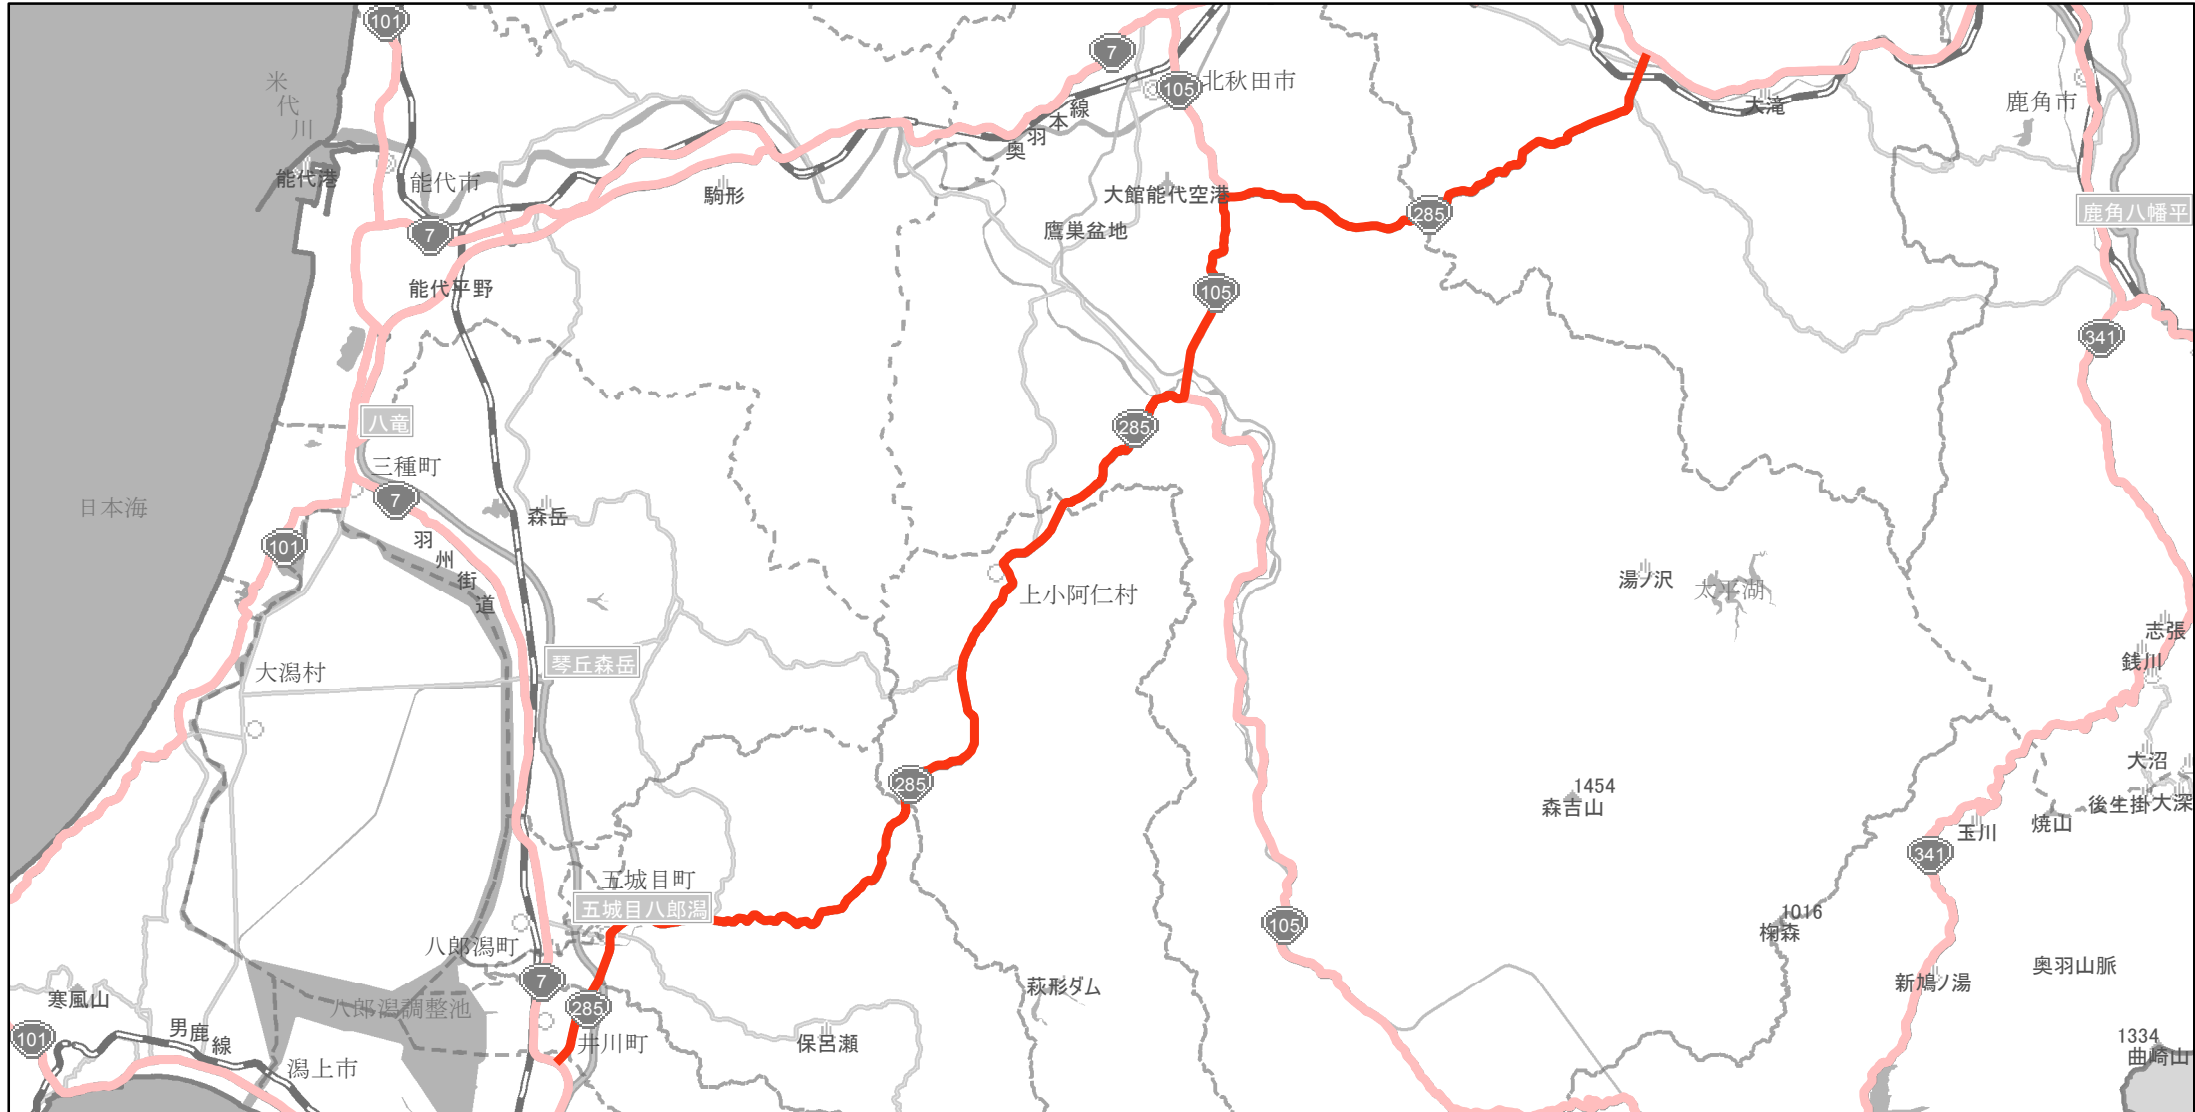 101
米代川
7
105
北秋田市
奥羽本線
大滝
鹿角市
能代港
能代市
駒形
大館能代空港
285
鹿角八幡平
7
鷹巣盆地
能代平野
105
341
八竜
285
三種町
7
日本海
森岳
101
羽州街道
上小阿仁村
湯ノ沢
太平湖
志張
銭川
大潟村
琴丘森岳
285
1454
森吉山
大沼
後生掛
大深
焼山
玉川
341
五城目町
五城目八郎潟
105
1016
椈森
八郎潟町
7
285
寒風山
八郎潟調整池
萩形ダム
新鳩ノ湯
奥羽山脈
101
男鹿線
井川町
保呂瀬
潟上市
1334
曲崎山